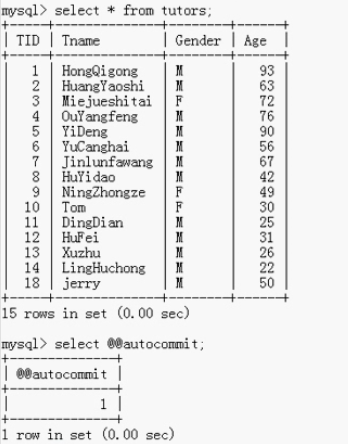 mysql> select * from tutors;
+-----+--------------+--------+------+
| TID | Tname        | Gender | Age  |
+-----+--------------+--------+------+
|   1 | HongQigong   | M      |   93 |
|   2 | HuangYaoshi  | M      |   63 |
|   3 | Miejueshitai | F      |   72 |
|   4 | OuYangfeng   | M      |   76 |
|   5 | YiDeng       | M      |   90 |
|   6 | YuCanghai    | M      |   56 |
|   7 | Jinlunfawang | M      |   67 |
|   8 | HuYidao      | M      |   42 |
|   9 | NingZhongze  | F      |   49 |
|  10 | Tom          | F      |   30 |
|  11 | DingDian     | M      |   25 |
|  12 | HuFei        | M      |   31 |
|  13 | Xuzhu        | M      |   26 |
|  14 | LingHuchong  | M      |   22 |
|  18 | jerry        | M      |   50 |
+-----+--------------+--------+------+
15 rows in set (0.00 sec)
mysql> select @@autocommit;
+--------------+
| @@autocommit |
+--------------+
|            1 |
+--------------+
1 row in set (0.00 sec)